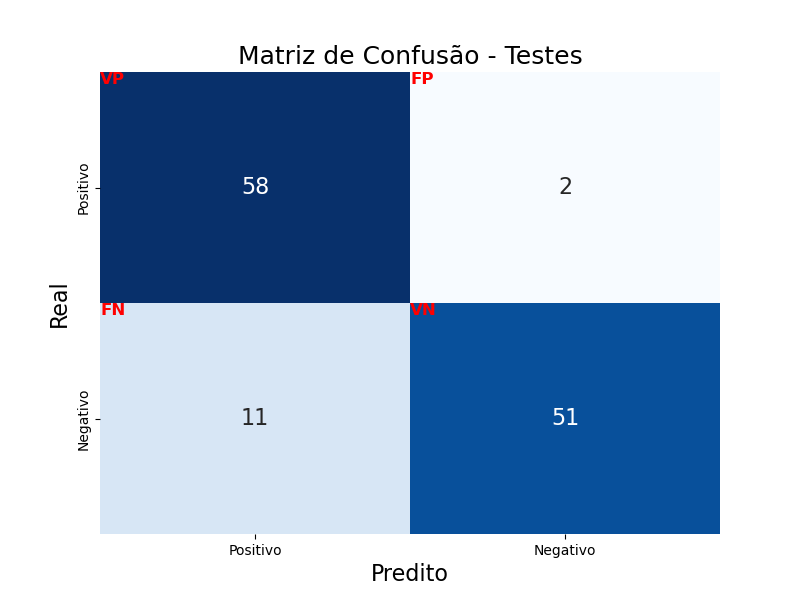 Matriz de Confusão - Testes
VP
FP
Positivo
58
2
Real
FN
VN
Negativo
11
51
Positivo
Negativo
Predito